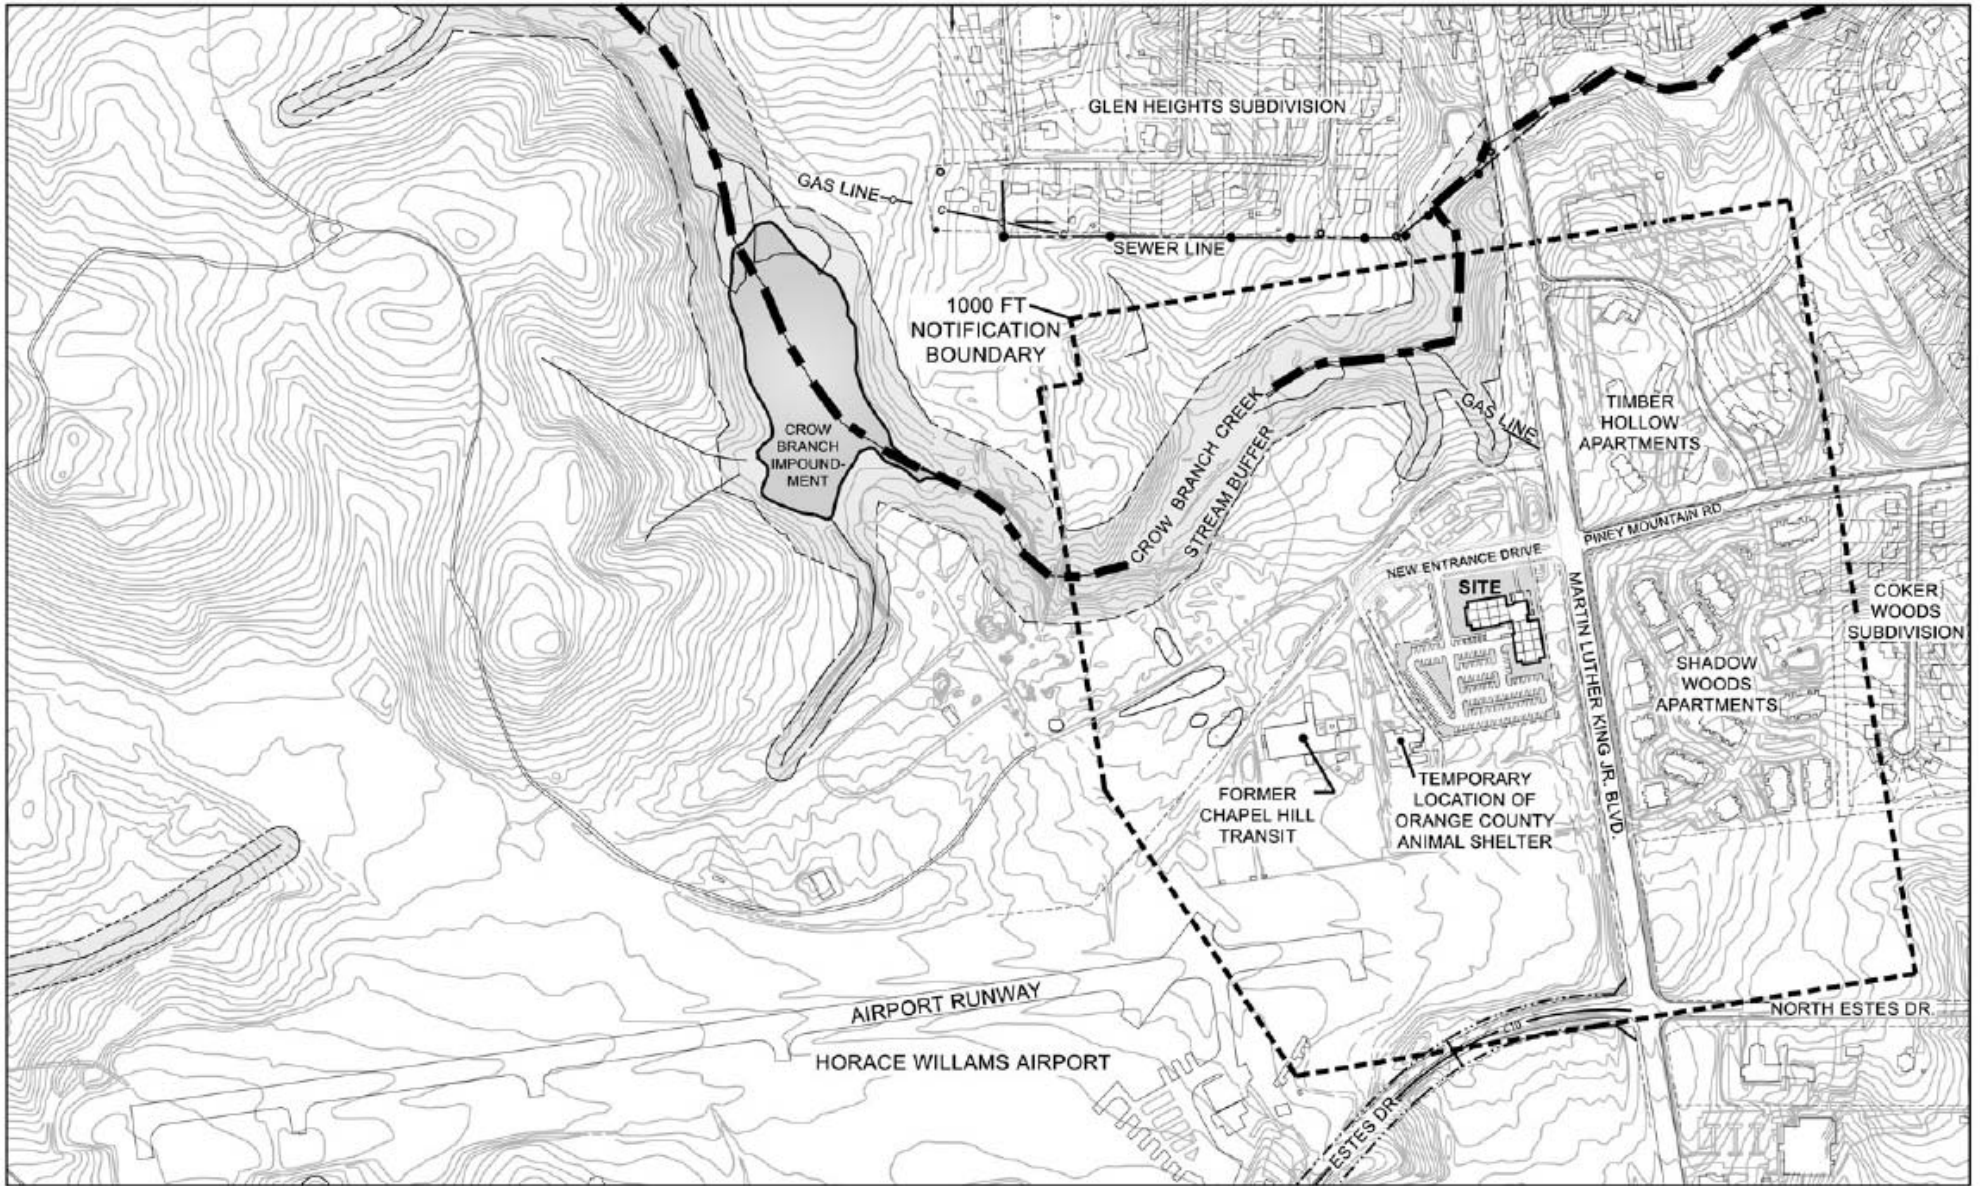 GLEN HEIGHTS SUBDIVISION
GAS LINE
SEWER LINE
1000 FT
NOTIFICATION
BOUNDARY
CROW
BRANCH
IMPOUND-
MENT
CROW BRANCH CREEK
STREAM BUFFER
GAS LINE
TIMBER
HOLLOW
APARTMENTS
PINEY MOUNTAIN RD
NEW ENTRANCE DRIVE
SITE
MARTIN LUTHER KING JR. BLVD.
COKER
WOODS
SUBDIVISION
SHADOW
WOODS
APARTMENTS
FORMER
CHAPEL HILL
TRANSIT
TEMPORARY
LOCATION OF
ORANGE COUNTY
ANIMAL SHELTER
AIRPORT RUNWAY
HORACE WILLAMS AIRPORT
NORTH ESTES DR.
ESTES DR.